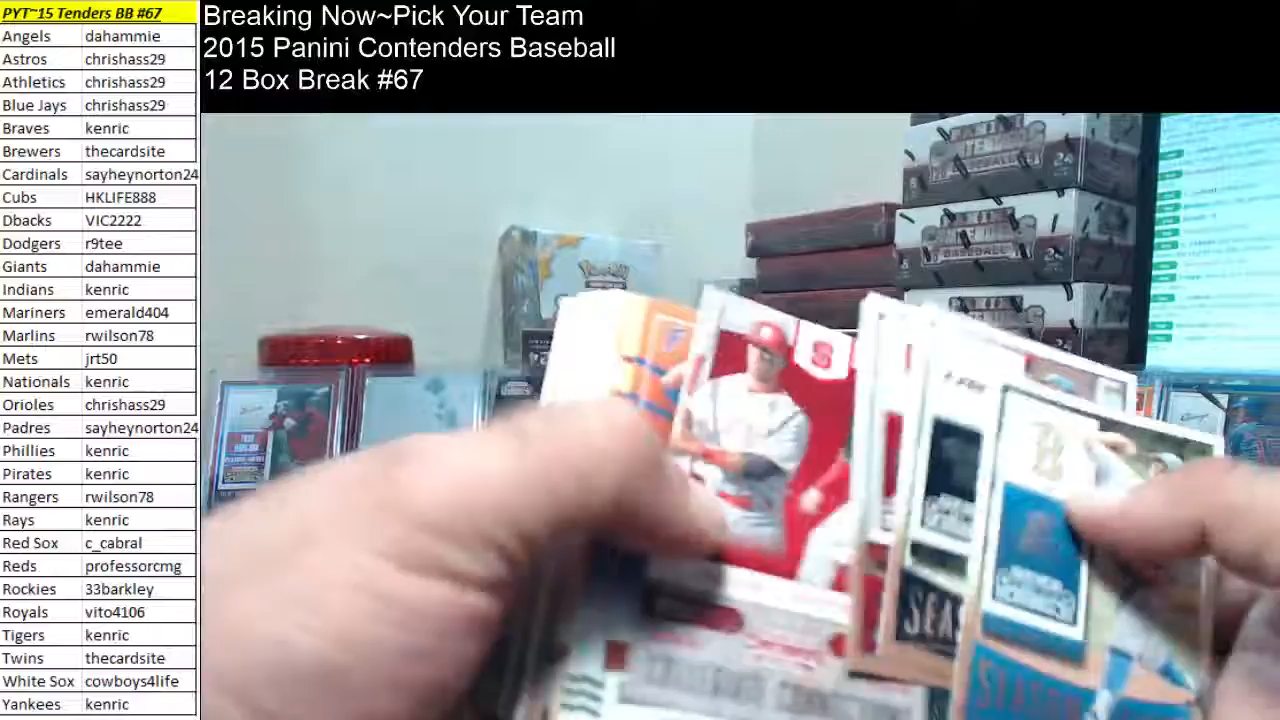 PYT~15 Tenders BB #67
Angels dahammie
Astros chrishass29
Athletics chrishass29
Blue Jays chrishass29
Braves kenric
Brewers thecardsite
Cardinals sayheynorton24
Cubs HKLIFE888
Dbacks VIC2222
Dodgers r9tee
Giants dahammie
Indians kenric
Mariners emerald404
Marlins rwilson78
Mets jrt50
Nationals kenric
Orioles chrishass29
Padres sayheynorton24
Phillies kenric
Pirates kenric
Rangers rwilson78
Rays kenric
Red Sox c_cabral
Reds professorcmg
Rockies 33barkley
Royals vito4106
Tigers kenric
Twins thecardsite
White Sox cowboys4life
Yankees kenric
Breaking Now~Pick Your Team
2015 Panini Contenders Baseball
12 Box Break #67
BASEBALL
24
SEAS
SEASON